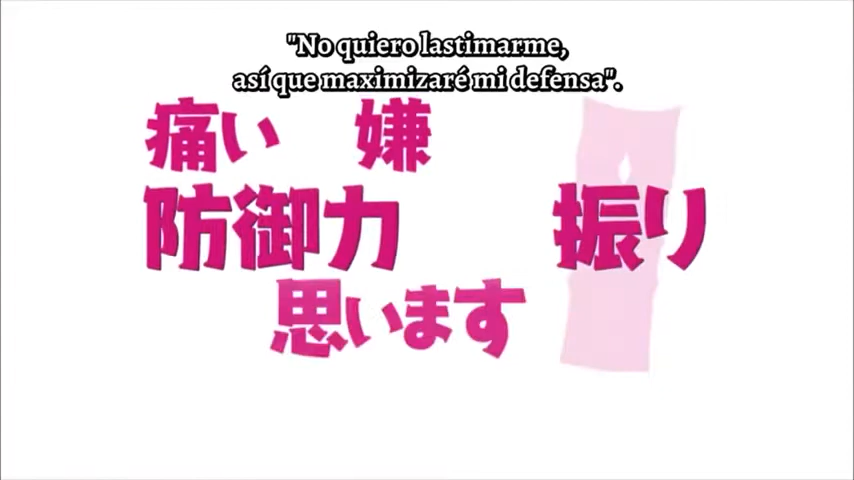 "No quiero lastimarme,
así que maximizaré mi defensa".
痛い 嫌
防御力 振り
思います